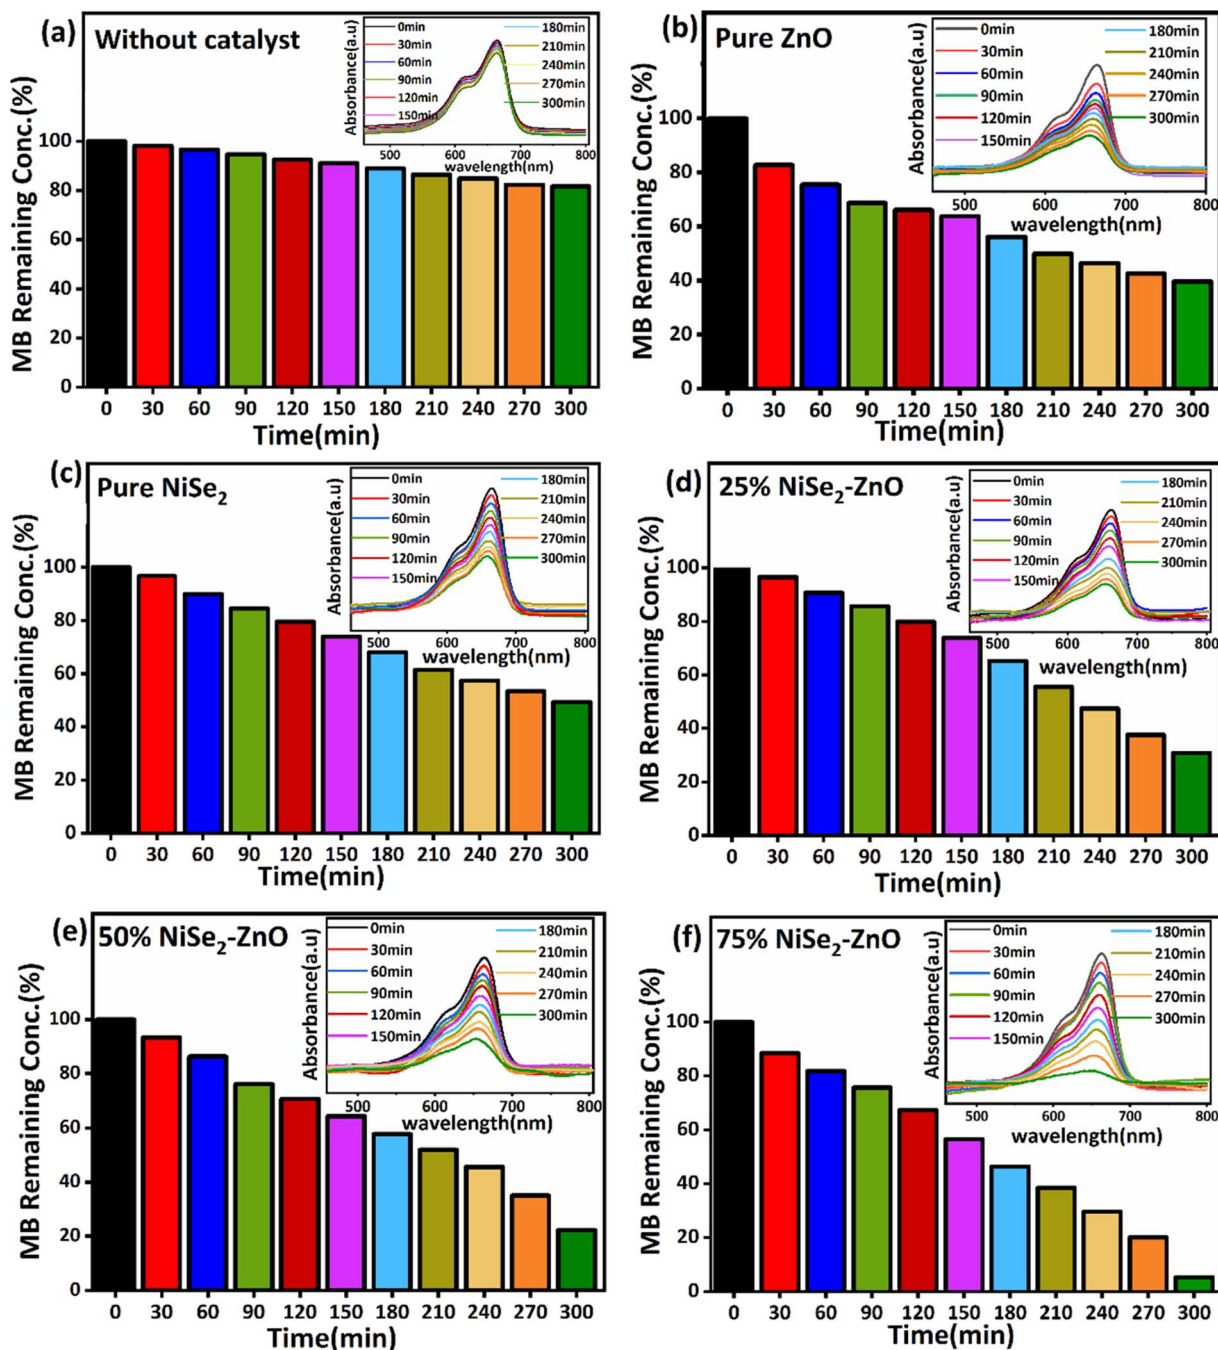 (a)
Without catalyst
MB Remaining Conc.(%)
100
80
60
40
20
0
0 30 60 90 120 150 180 210 240 270 300
Time(min)
Absorbance(a.u)
0min
30min
60min
90min
120min
150min
180min
210min
240min
270min
300min
500 600 700 800
wavelength(nm)
(b)
Pure ZnO
MB Remaining Conc.(%)
100
80
60
40
20
0
0 30 60 90 120 150 180 210 240 270 300
Time(min)
Absorbance(a.u)
0min
30min
60min
90min
120min
150min
180min
210min
240min
270min
300min
500 600 700 800
wavelength(nm)
(c)
Pure NiSe₂
MB Remaining Conc.(%)
100
80
60
40
20
0
0 30 60 90 120 150 180 210 240 270 300
Time(min)
Absorbance(a.u)
0min
30min
60min
90min
120min
150min
180min
210min
240min
270min
300min
500 600 700 800
wavelength(nm)
(d)
25% NiSe₂-ZnO
MB Remaining Conc.(%)
100
80
60
40
20
0
0 30 60 90 120 150 180 210 240 270 300
Time(min)
Absorbance(a.u)
0min
30min
60min
90min
120min
150min
180min
210min
240min
270min
300min
500 600 700 800
wavelength(nm)
(e)
50% NiSe₂-ZnO
MB Remaining Conc.(%)
100
80
60
40
20
0
0 30 60 90 120 150 180 210 240 270 300
Time(min)
Absorbance(a.u)
0min
30min
60min
90min
120min
150min
180min
210min
240min
270min
300min
500 600 700 800
wavelength(nm)
(f)
75% NiSe₂-ZnO
MB Remaining Conc.(%)
100
80
60
40
20
0
0 30 60 90 120 150 180 210 240 270 300
Time(min)
Absorbance(a.u)
0min
30min
60min
90min
120min
150min
180min
210min
240min
270min
300min
500 600 700 800
wavelength(nm)